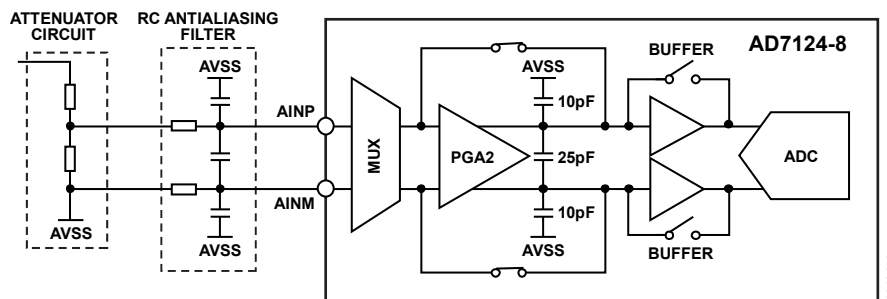 ATTENUATOR
CIRCUIT
RC ANTIALIASING
FILTER
AD7124-8
BUFFER
AVSS
AVSS
10pF
AINP
MUX
PGA2
25pF
ADC
AINM
10pF
AVSS
AVSS
AVSS
BUFFER